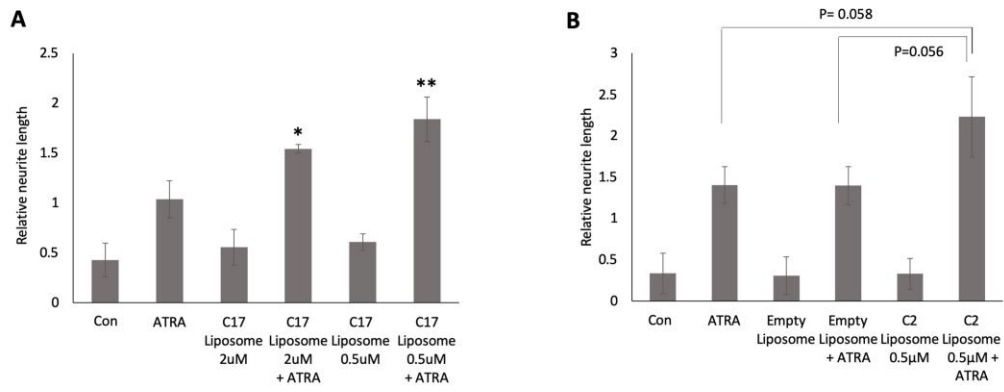 A
Relative neurite length
2.5
2
1.5
1
0.5
0
*
**
Con
ATRA
C17
Liposome
2uM
C17
Liposome
2uM
+ ATRA
C17
Liposome
0.5uM
C17
Liposome
0.5uM
+ ATRA
B
P= 0.058
P=0.056
Relative neurite length
3
2.5
2
1.5
1
0.5
0
Con
ATRA
Empty
Liposome
Empty
Liposome
+ ATRA
C2
Liposome
0.5μM
C2
Liposome
0.5μM +
ATRA